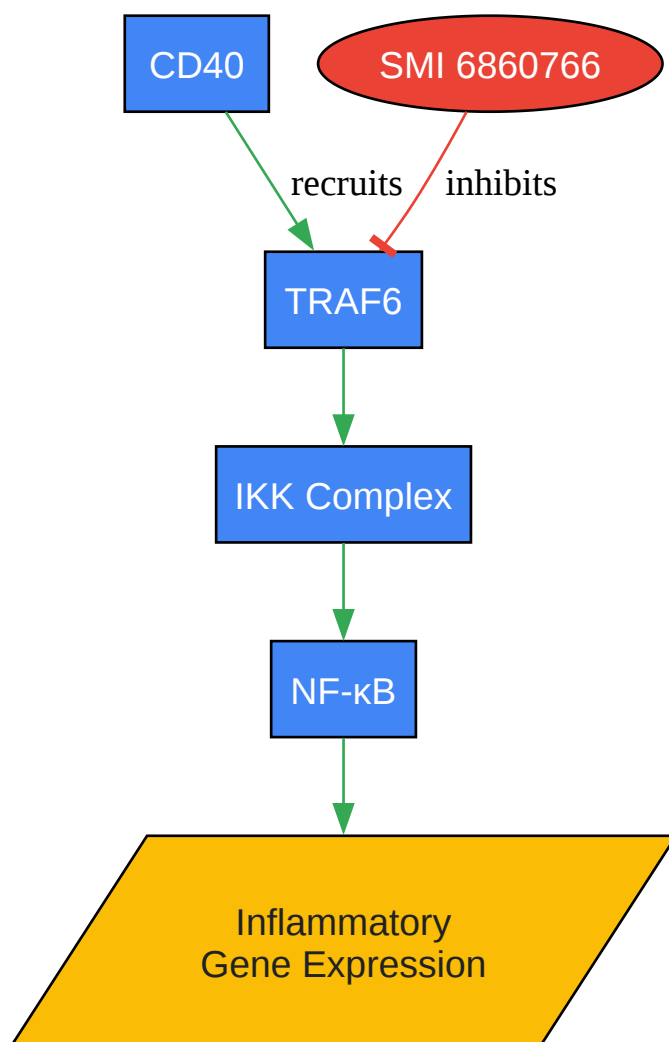 CD40
SMI 6860766
recruits
inhibits
TRAF6
IKK Complex
NF-κB
Inflammatory
Gene Expression